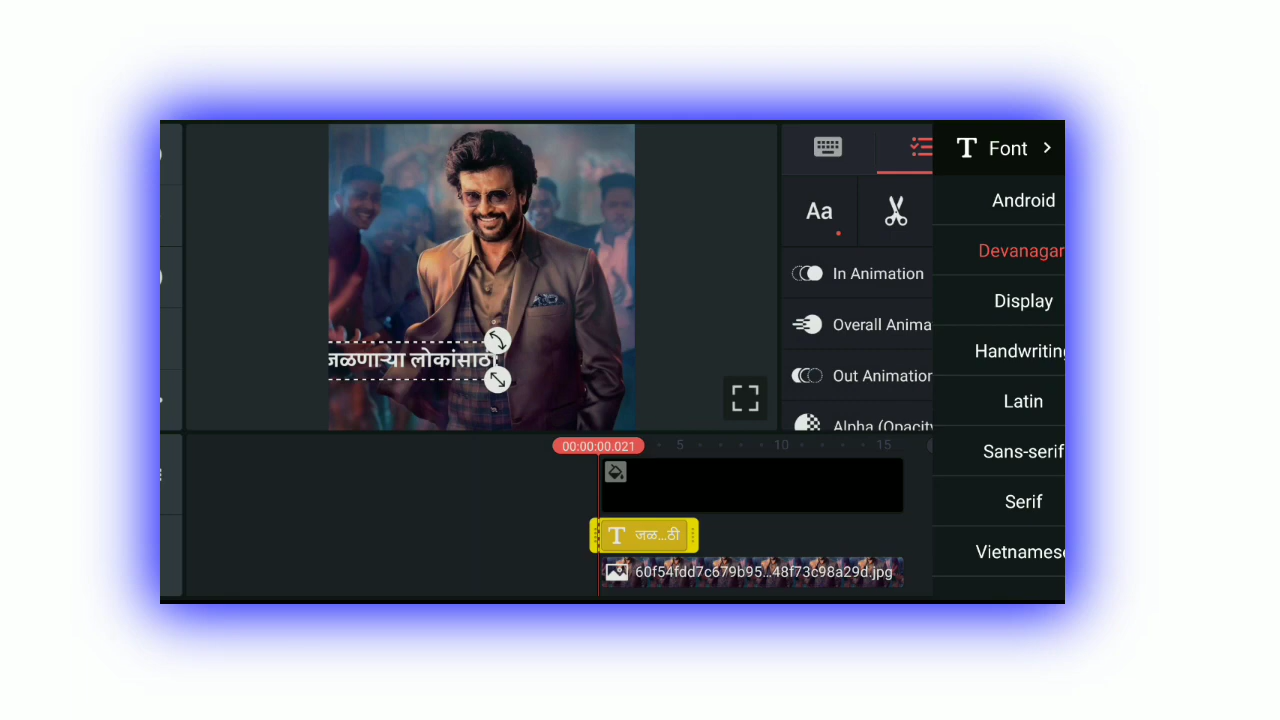 Font
Android
Aa
Devanagar
In Animation
Display
Overall Anima
Handwriting
जळणाऱ्या लोकांसाठी
Out Animation
Latin
Alpha (Opacity
00:00:00.021
5
10
15
Sans-serif
Serif
जळ...ठी
Vietnamese
60f54fdd7c679b95...48f73c98a29d.jpg